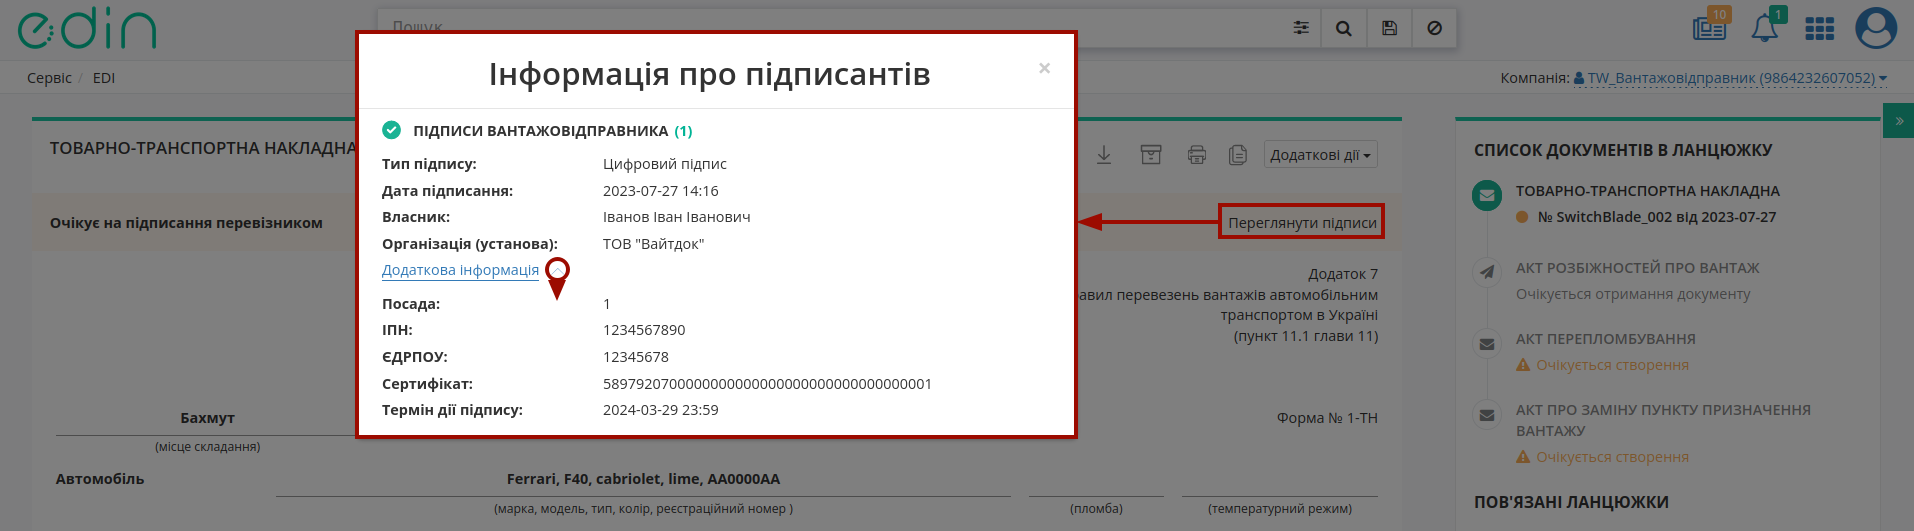 edin
Пошук
10
1
Сервіс / EDI
Компанія: TW_Вантажовідправник (9864232607052)
Інформація про підписантів
×
ПІДПИСИ ВАНТАЖОВІДПРАВНИКА (1)
Тип підпису: Цифровий підпис
Дата підписання: 2023-07-27 14:16
Власник: Іванов Іван Іванович
Організація (установа): ТОВ "Вайтдок"
Додаткова інформація
Посада: 1
ІПН: 1234567890
ЄДРПОУ: 12345678
Сертифікат: 5897920700000000000000000000000000000001
Термін дії підпису: 2024-03-29 23:59
ТОВАРНО-ТРАНСПОРТНА НАКЛАДНА
Додаткові дії
Очікує на підписання перевізником
Переглянути підписи
Додаток 7
авил перевезень вантажів автомобільним
транспортом в Україні
(пункт 11.1 глави 11)
Бахмут
(місце складання)
Форма № 1-ТН
Автомобіль
Ferrari, F40, cabriolet, lime, AA0000AA
(марка, модель, тип, колір, реєстраційний номер )
(пломба)
(температурний режим)
»
СПИСОК ДОКУМЕНТІВ В ЛАНЦЮЖКУ
ТОВАРНО-ТРАНСПОРТНА НАКЛАДНА
№ SwitchBlade_002 від 2023-07-27
АКТ РОЗБІЖНОСТЕЙ ПРО ВАНТАЖ
Очікується отримання документу
АКТ ПЕРЕПЛОМБУВАННЯ
Очікується створення
АКТ ПРО ЗАМІНУ ПУНКТУ ПРИЗНАЧЕННЯ
ВАНТАЖУ
Очікується створення
ПОВ'ЯЗАНІ ЛАНЦЮЖКИ